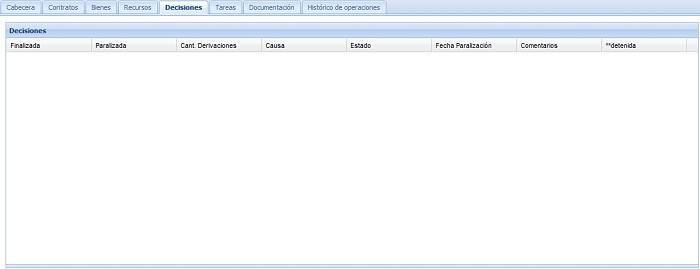 Cabecera Contratos Bienes Recursos Decisiones Tareas Documentación Histórico de operaciones
Decisiones
Finalizada Paralizada Cant. Derivaciones Causa Estado Fecha Paralización Comentarios **detenida